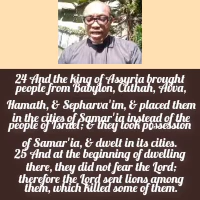 24 And the king of Assuria brought
people from Babylon, Cuthah, Avva,
Hamath, & Sepharva'im, & placed them
in the cities of Samar'ia instead of the
people of Israel; & they took possession
of Samar'ia, & dwelt in its cities.
25 And at the beginning of dwelling
there, they did not fear the Lord;
therefore the Lord sent lions among
them, which killed some of them.